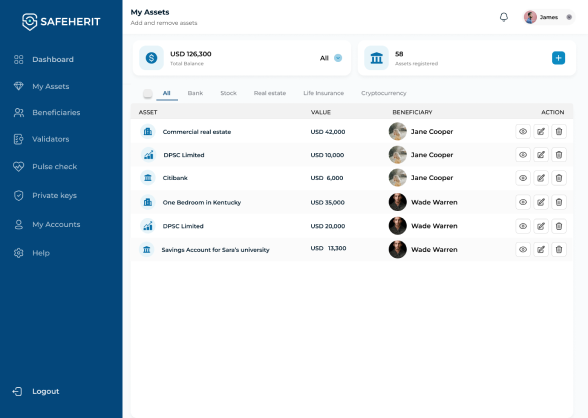 SAFEHERIT
Dashboard
My Assets
Beneficiaries
Validators
Pulse check
Private keys
My Accounts
Help
Logout
My Assets
Add and remove assets
James
USD 126,300
Total Balance
All
58
Assets registered
All Bank Stock Real estate Life Insurance Cryptocurrency
ASSET VALUE BENEFICIARY ACTION
Commercial real estate USD 42,000 Jane Cooper
DPSC Limited USD 10,000 Jane Cooper
Citibank USD 6,000 Jane Cooper
One Bedroom in Kentucky USD 35,000 Wade Warren
DPSC Limited USD 20,000 Wade Warren
Savings Account for Sara's university USD 13,300 Wade Warren